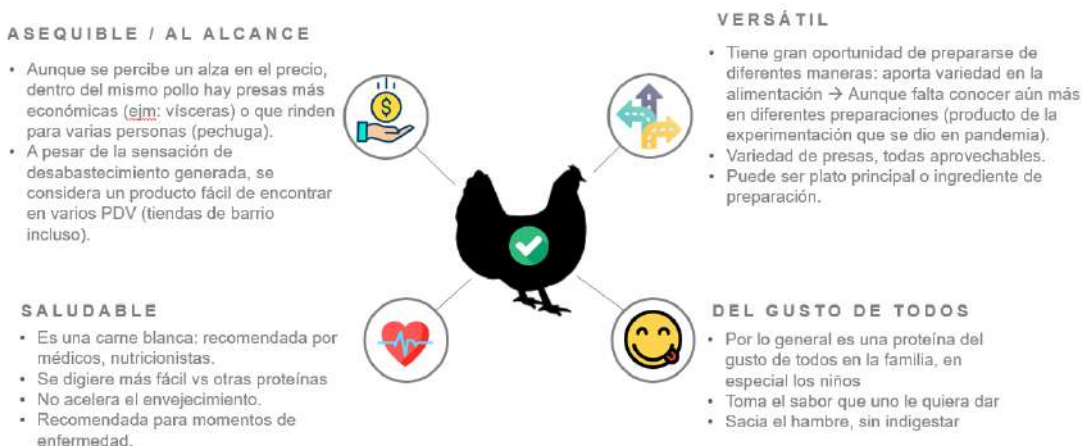 ASEQUIBLE / AL ALCANCE
• Aunque se percibe un alza en el precio,
dentro del mismo pollo hay presas más
económicas (ejm: vísceras) o que rinden
para varias personas (pechuga).
• A pesar de la sensación de
desabastecimiento generada, se
considera un producto fácil de encontrar
en varios PDV (tiendas de barrio
incluso).
VERSÁTIL
• Tiene gran oportunidad de prepararse de
diferentes maneras: aporta variedad en la
alimentación → Aunque falta conocer aún más
en diferentes preparaciones (producto de la
experimentación que se dio en pandemia).
• Variedad de presas, todas aprovechables.
• Puede ser plato principal o ingrediente de
preparación.
$
SALUDABLE
• Es una carne blanca: recomendada por
médicos, nutricionistas.
• Se digiere más fácil vs otras proteínas
• No acelera el envejecimiento.
• Recomendada para momentos de
enfermedad.
DEL GUSTO DE TODOS
• Por lo general es una proteína del
gusto de todos en la familia, en
especial los niños
• Toma el sabor que uno le quiera dar
• Sacia el hambre, sin indigestar